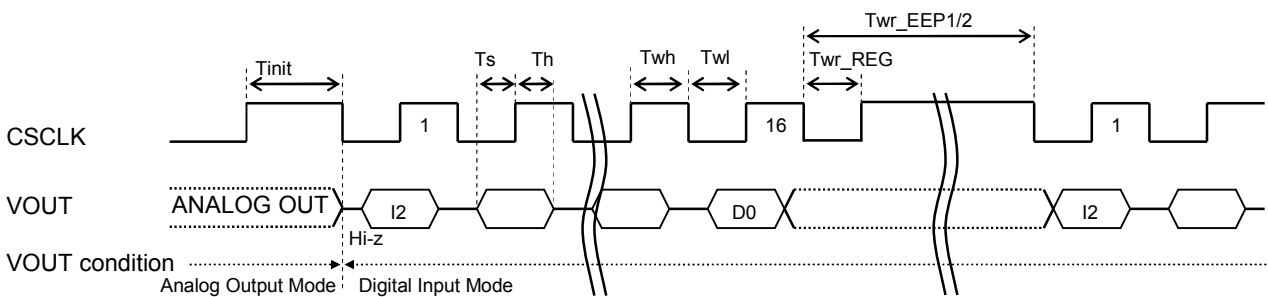 Twr_EEP1/2
Tinit Ts Th Twh Twl Twr_REG
CSCLK 1 16 1
VOUT ANALOG OUT I2 D0 I2
Hi-z
VOUT condition
Analog Output Mode Digital Input Mode